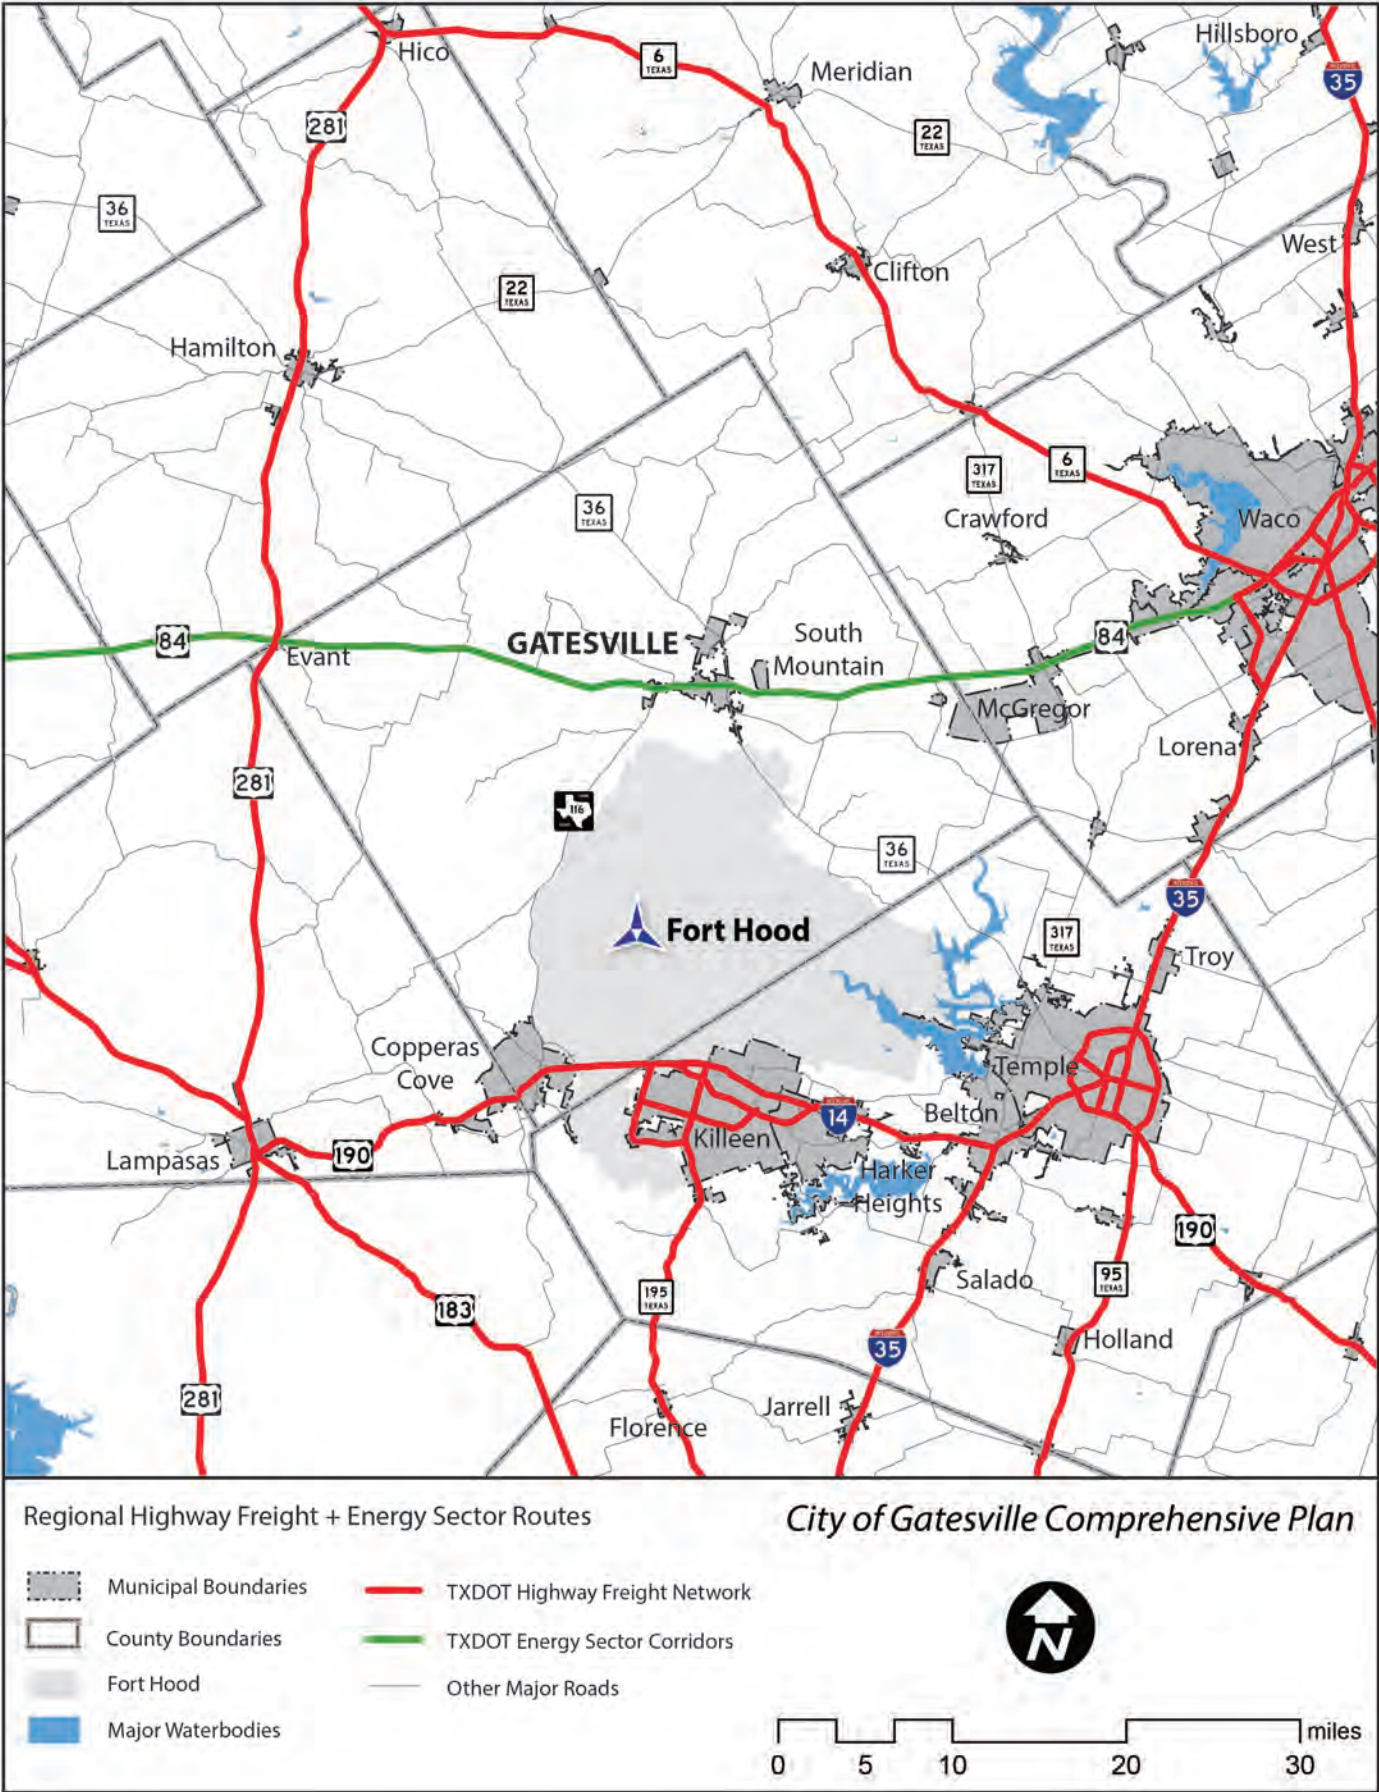 Hico
6
TEXAS
Meridian
Hillsboro
35
281
22
TEXAS
36
TEXAS
West
Clifton
22
TEXAS
Hamilton
317
TEXAS
6
TEXAS
36
TEXAS
Crawford
Waco
84
Evant
GATESVILLE
South
Mountain
84
McGregor
Lorena
281
116
36
TEXAS
35
Fort Hood
317
TEXAS
Troy
Copperas
Cove
Temple
14
Belton
Killeen
190
Lampasas
Harker
Heights
190
Salado
95
TEXAS
195
TEXAS
183
35
Holland
281
Jarrell
Florence
Regional Highway Freight + Energy Sector Routes
City of Gatesville Comprehensive Plan
Municipal Boundaries
TXDOT Highway Freight Network
County Boundaries
TXDOT Energy Sector Corridors
Fort Hood
Other Major Roads
Major Waterbodies
N
miles
0 5 10 20 30